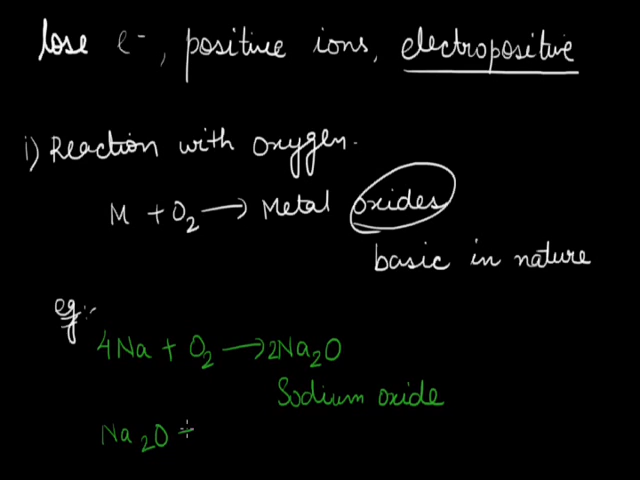 lose e⁻, positive ions, electropositive
i) Reaction with oxygen.
M + O₂ → Metal oxides
basic in nature
eg:-
4Na + O₂ → 2Na₂O
Sodium oxide
Na₂O +